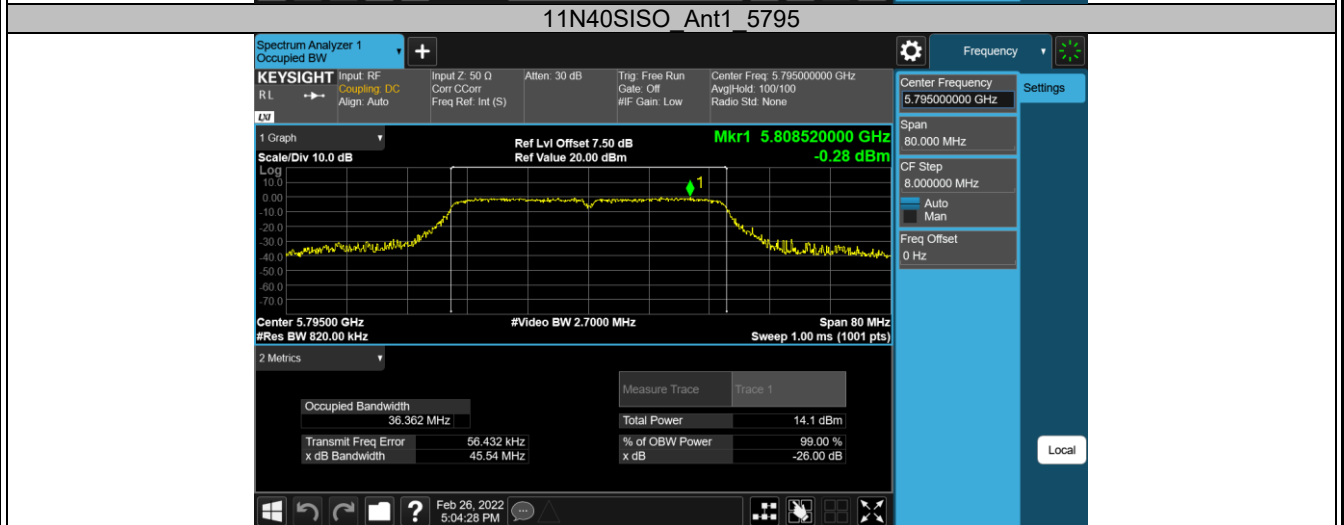 11N40SISO_Ant1_5795
Spectrum Analyzer 1
Occupied BW
Frequency
KEYSIGHT
Input: RF
Input Z: 50 Ω
Atten: 30 dB
Trig: Free Run
Center Freq: 5.795000000 GHz
R L
Coupling: DC
Corr CCorr
Gate: Off
Avg|Hold: 100/100
Align: Auto
Freq Ref: Int (S)
#IF Gain: Low
Radio Std: None
LXI
Center Frequency
5.795000000 GHz
Settings
Span
80.000 MHz
CF Step
8.000000 MHz
Auto
Man
Freq Offset
0 Hz
1 Graph
Ref Lvl Offset 7.50 dB
Mkr1 5.808520000 GHz
Scale/Div 10.0 dB
Ref Value 20.00 dBm
-0.28 dBm
Log
10.0
0.00
-10.0
-20.0
-30.0
-40.0
-50.0
-60.0
-70.0
1
Center 5.79500 GHz
#Video BW 2.7000 MHz
Span 80 MHz
#Res BW 820.00 kHz
Sweep 1.00 ms (1001 pts)
2 Metrics
Measure Trace
Trace 1
Occupied Bandwidth
36.362 MHz
Total Power
14.1 dBm
Transmit Freq Error
56.432 kHz
% of OBW Power
99.00 %
x dB Bandwidth
45.54 MHz
x dB
-26.00 dB
Local
?
Feb 26, 2022
5:04:28 PM